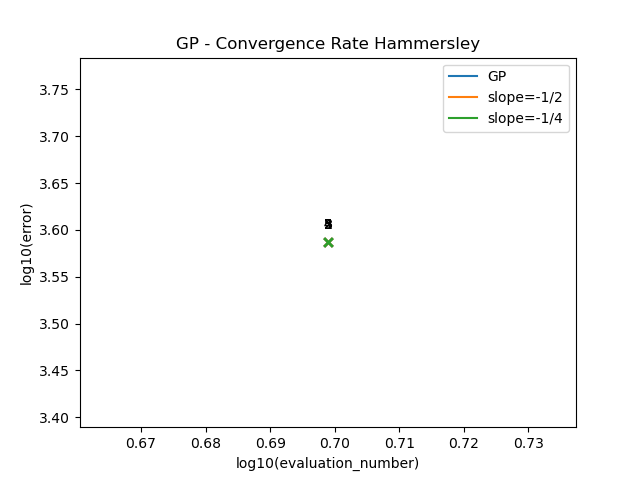 GP - Convergence Rate Hammersley
GP
slope=-1/2
slope=-1/4
log10(error)
3.75
3.70
3.65
3.60
3.55
3.50
3.45
3.40
0.67
0.68
0.69
0.70
0.71
0.72
0.73
log10(evaluation_number)